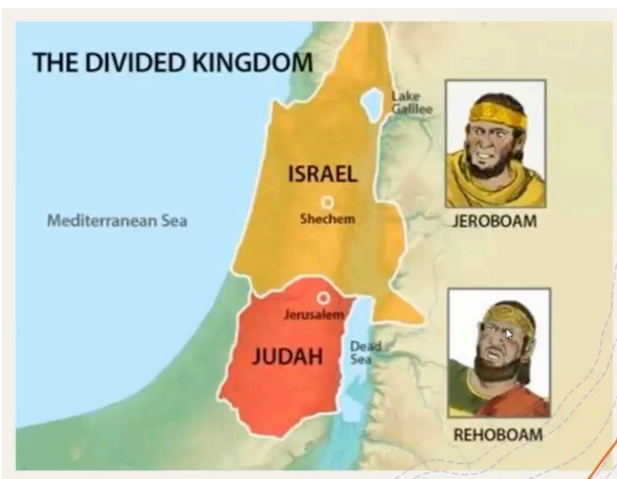 THE DIVIDED KINGDOM
Lake
Galilee
ISRAEL
Shechem
Mediterranean Sea
JEROBOAM
Jerusalem
JUDAH
Dead
Sea
REHOBOAM